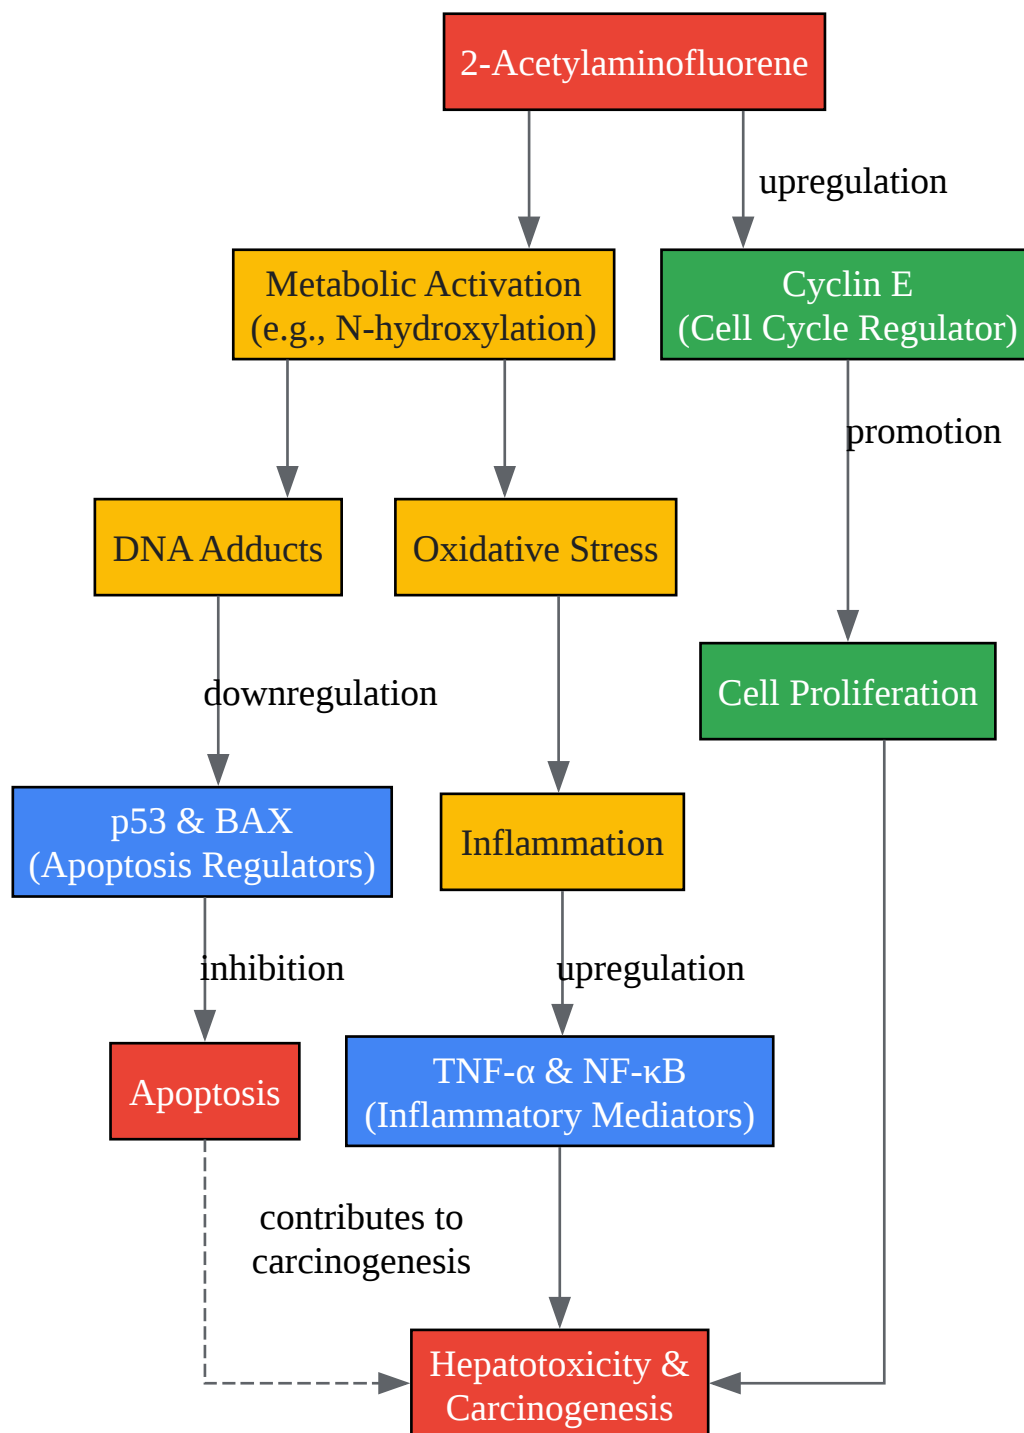 2-Acetylaminofluorene
upregulation
Metabolic Activation
(e.g., N-hydroxylation)
Cyclin E
(Cell Cycle Regulator)
promotion
DNA Adducts
Oxidative Stress
downregulation
Cell Proliferation
p53 & BAX
(Apoptosis Regulators)
Inflammation
inhibition
upregulation
Apoptosis
TNF-α & NF-κB
(Inflammatory Mediators)
contributes to
carcinogenesis
Hepatotoxicity &
Carcinogenesis